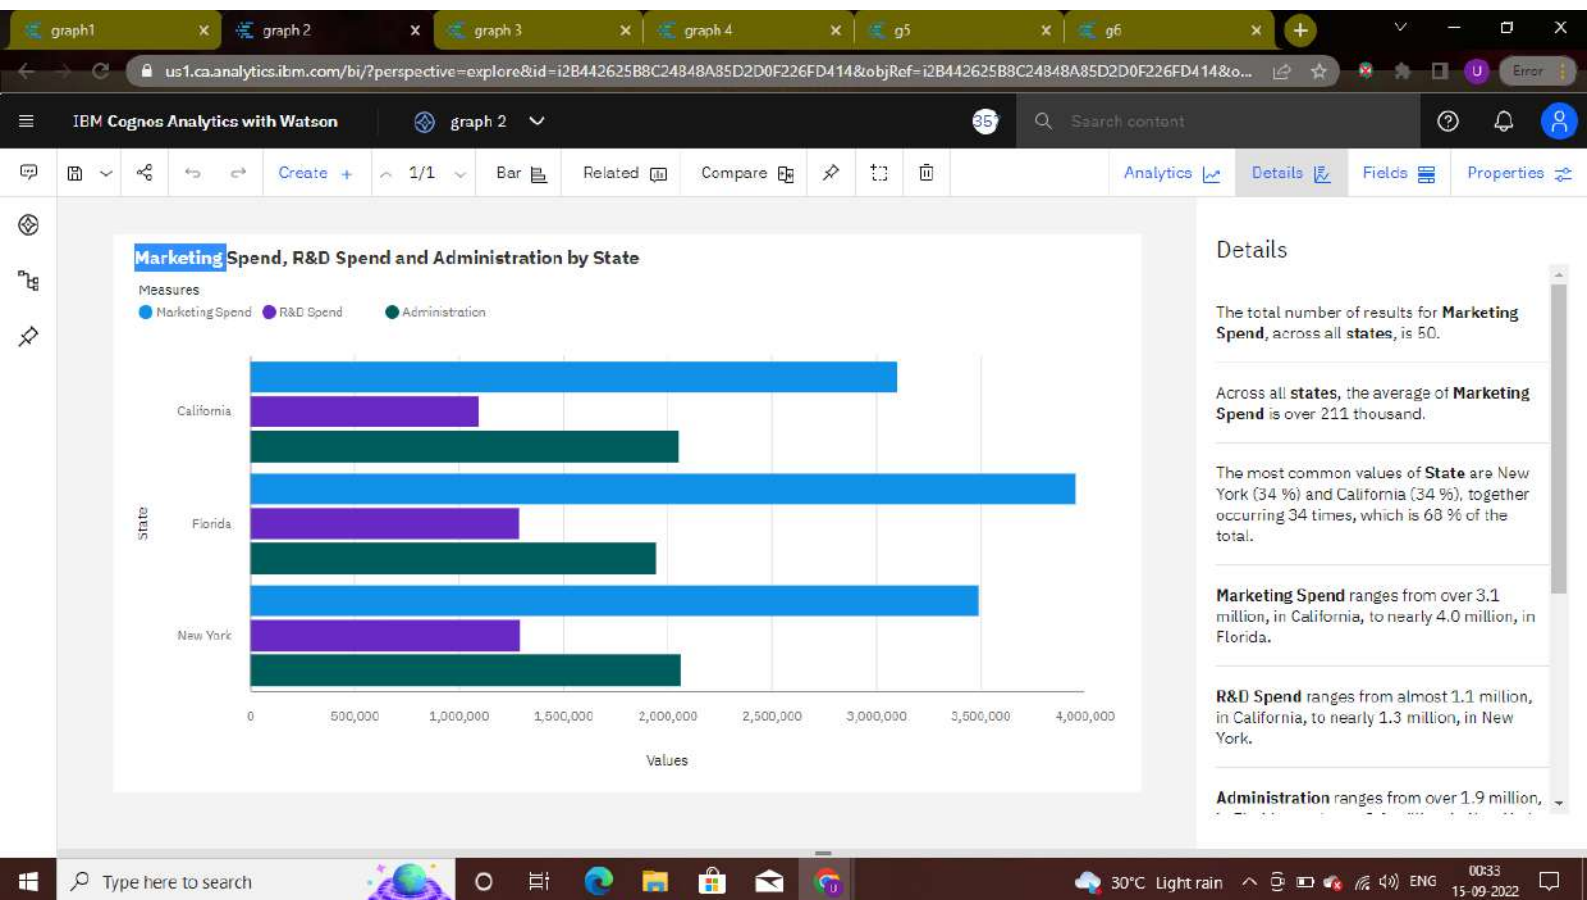 graph1
graph 2
graph 3
graph 4
g5
g6
us1.ca.analytics.ibm.com/bi/?perspective=explore&id=i2B442625B8C24848A85D2D0F226FD414&objRef=i2B442625B8C24848A85D2D0F226FD414&o...
U
Error
IBM Cognos Analytics with Watson
graph 2
Search content
Create +
1/1
Bar
Related
Compare
Analytics
Details
Fields
Properties
Marketing Spend, R&D Spend and Administration by State
Measures
Marketing Spend R&D Spend Administration
California
Florida
New York
State
0 500,000 1,000,000 1,500,000 2,000,000 2,500,000 3,000,000 3,500,000 4,000,000
Values
Details
The total number of results for Marketing
Spend, across all states, is 50.
Across all states, the average of Marketing
Spend is over 211 thousand.
The most common values of State are New
York (34 %) and California (34 %), together
occurring 34 times, which is 68 % of the
total.
Marketing Spend ranges from over 3.1
million, in California, to nearly 4.0 million, in
Florida.
R&D Spend ranges from almost 1.1 million,
in California, to nearly 1.3 million, in New
York.
Administration ranges from over 1.9 million,
Type here to search
30°C Light rain
ENG
00:33
15-09-2022